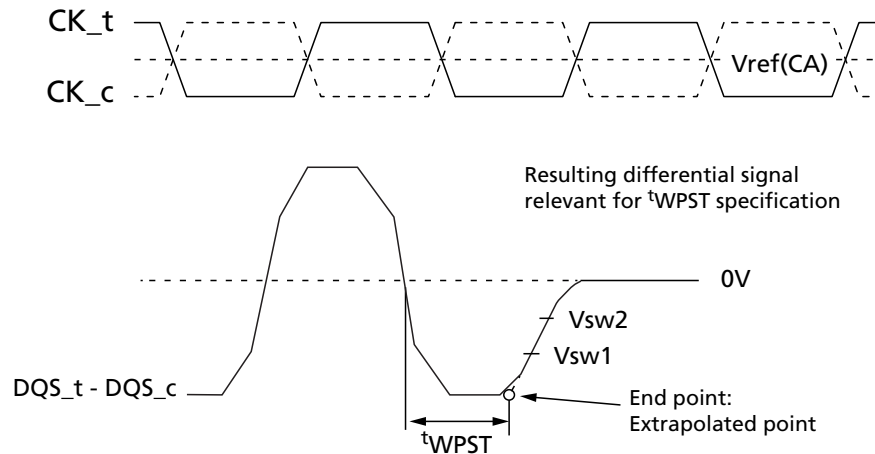 CK_t
Vref(CA)
CK_c
Resulting differential signal
relevant for tWPST specification
0V
Vsw2
Vsw1
DQS_t - DQS_c
End point:
Extrapolated point
tWPST